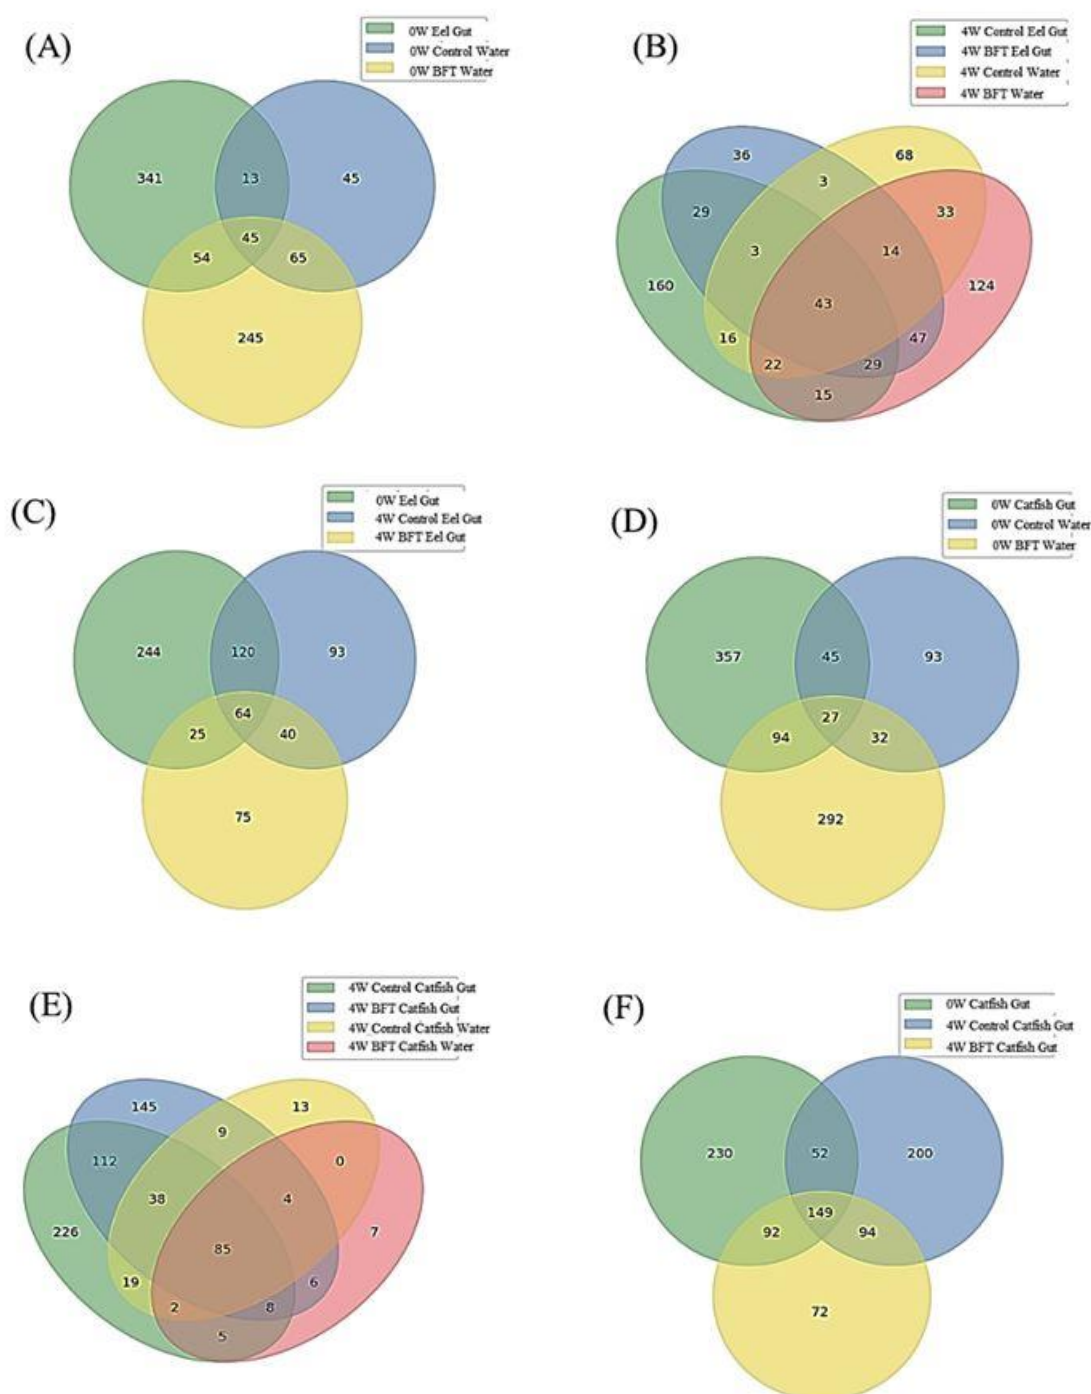 (A)
0W Eel Gut
0W Control Water
0W BFT Water
341
13
45
45
54
65
245
(B)
4W Control Eel Gut
4W BFT Eel Gut
4W Control Water
4W BFT Water
36
68
3
29
33
3
14
160
124
43
16
47
22
29
15
(C)
0W Eel Gut
4W Control Eel Gut
4W BFT Eel Gut
244
120
93
64
25
40
75
(D)
0W Catfish Gut
0W Control Water
0W BFT Water
357
45
93
27
94
32
292
(E)
4W Control Catfish Gut
4W BFT Catfish Gut
4W Control Catfish Water
4W BFT Catfish Water
145
13
9
112
0
38
4
226
7
85
19
6
2
8
5
(F)
0W Catfish Gut
4W Control Catfish Gut
4W BFT Catfish Gut
230
52
200
149
92
94
72